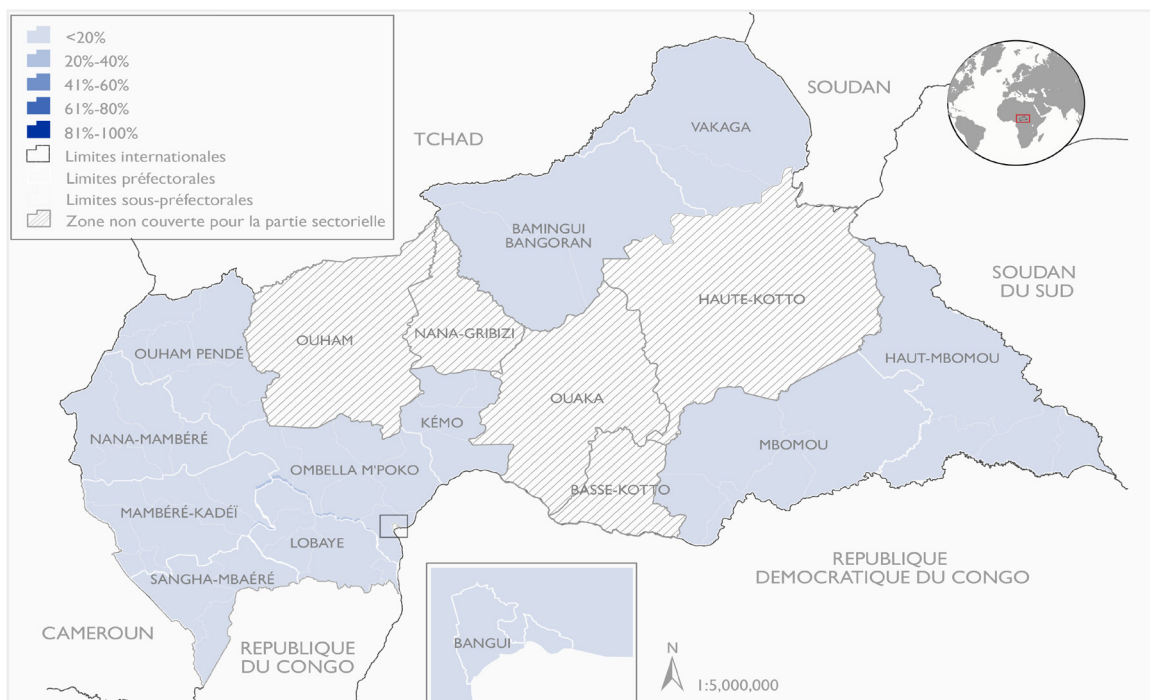 <20%
20%-40%
41%-60%
61%-80%
81%-100%
Limites internationales
Limites préfectorales
Limites sous-préfectorales
Zone non couverte pour la partie sectorielle
SOUDAN
TCHAD
VAKAGA
BAMINGUI
BANGORAN
SOUDAN
DU SUD
HAUTE-KOTTO
OUHAM
NANA-GRIBIZI
OUHAM PENDÉ
HAUT-MBOMOU
OUAKA
KÉMO
NANA-MAMBÉRÉ
MBOMOU
OMBELLA M'POKO
BASSE-KOTTO
MAMBÉRÉ-KADÉÏ
LOBAYE
SANGHA-MBAÉRÉ
REPUBLIQUE
DEMOCRATIQUE DU CONGO
CAMEROUN
REPUBLIQUE
DU CONGO
BANGUI
N
1:5,000,000